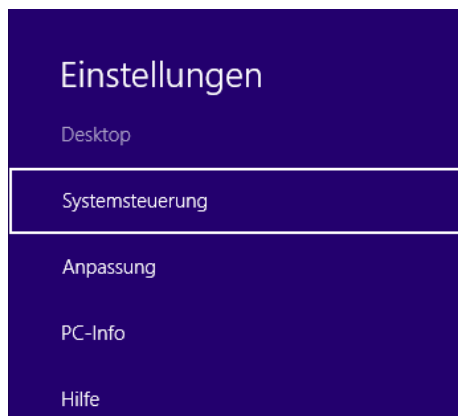 Einstellungen
Desktop
Systemsteuerung
Anpassung
PC-Info
Hilfe